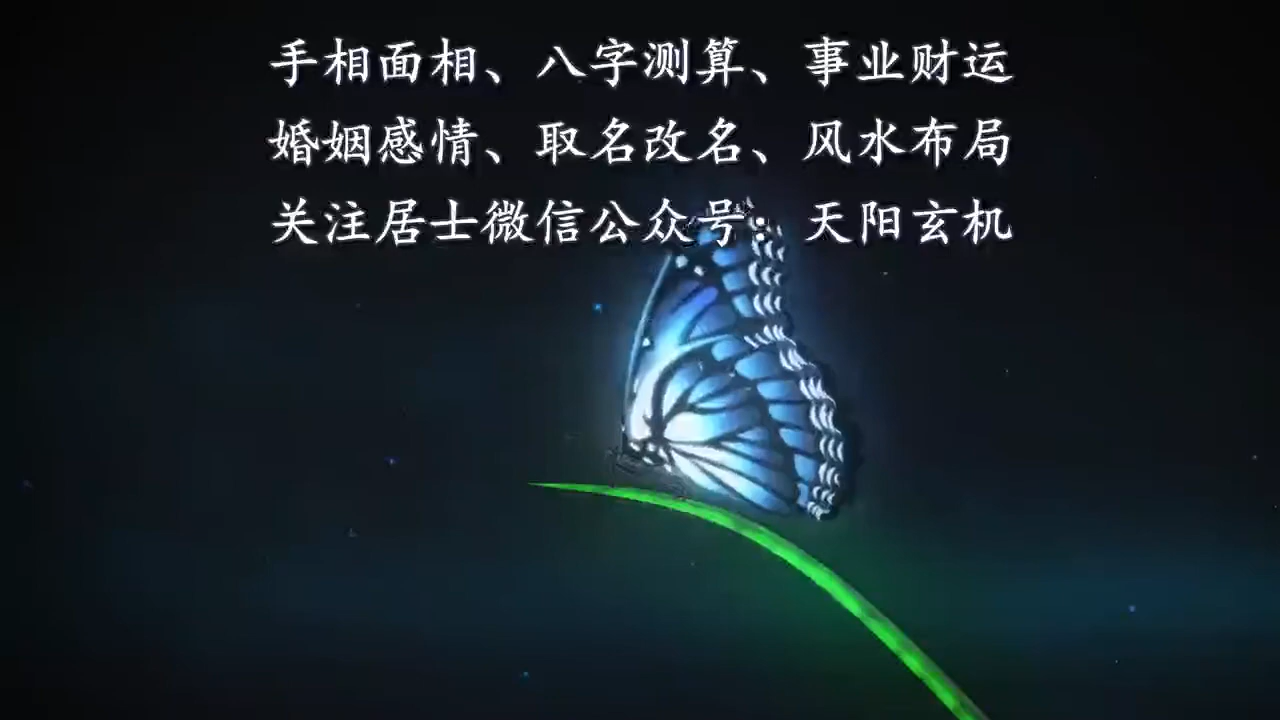 手相面相、八字测算、事业财运
婚姻感情、取名改名、风水布局
关注居士微信公众号：天阳玄机